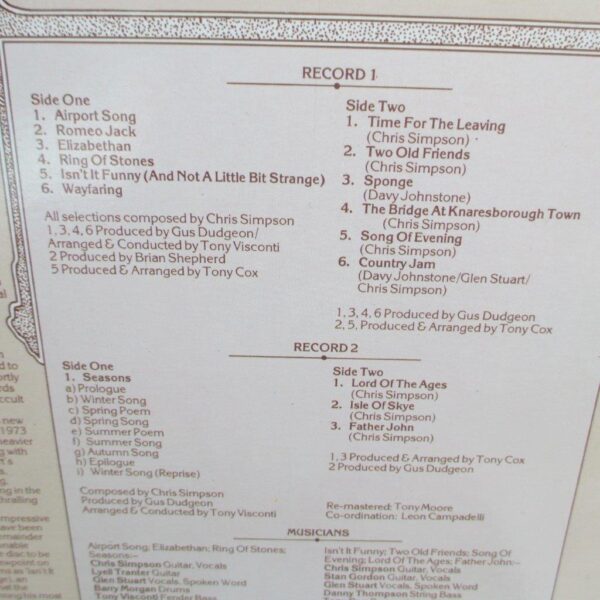 RECORD 1
Side One
1. Airport Song
2. Romeo Jack
3. Elizabethan
4. Ring Of Stones
5. Isn't It Funny (And Not A Little Bit Strange)
6. Wayfaring
All selections composed by Chris Simpson
1, 3, 4, 6 Produced by Gus Dudgeon/
Arranged & Conducted by Tony Visconti
2 Produced by Brian Shepherd
5 Produced & Arranged by Tony Cox
Side Two
1. Time For The Leaving
(Chris Simpson)
2. Two Old Friends
(Chris Simpson)
3. Sponge
(Davy Johnstone)
4. The Bridge At Knaresborough Town
(Chris Simpson)
5. Song Of Evening
(Chris Simpson)
6. Country Jam
(Davy Johnstone/Glen Stuart/
Chris Simpson)
1, 3, 4, 6 Produced by Gus Dudgeon
2, 5, Produced & Arranged by Tony Cox
RECORD 2
Side One
1. Seasons
a) Prologue
b) Winter Song
c) Spring Poem
d) Spring Song
e) Summer Poem
f) Summer Song
g) Autumn Song
h) Epilogue
i) Winter Song (Reprise)
Composed by Chris Simpson
Produced by Gus Dudgeon
Arranged & Conducted by Tony Visconti
Side Two
1. Lord Of The Ages
(Chris Simpson)
2. Isle Of Skye
(Chris Simpson)
3. Father John
(Chris Simpson)
1, 3 Produced & Arranged by Tony Cox
2 Produced by Gus Dudgeon
Re-mastered: Tony Moore
Co-ordination: Leon Campadelli
MUSICIANS
Airport Song; Elizabethan; Ring Of Stones;
Seasons:-
Chris Simpson Guitar, Vocals
Lyell Tranter Guitar
Glen Stuart Vocals, Spoken Word
Barry Morgan Drums
Tony Visconti Fender Bass
Isn't It Funny; Two Old Friends; Song Of
Evening; Lord Of The Ages; Father John:-
Chris Simpson Guitar, Vocals
Stan Gordon Guitar, Vocals
Glen Stuart Vocals, Spoken Word
Danny Thompson String Bass
new
1973
heavier
with
in the